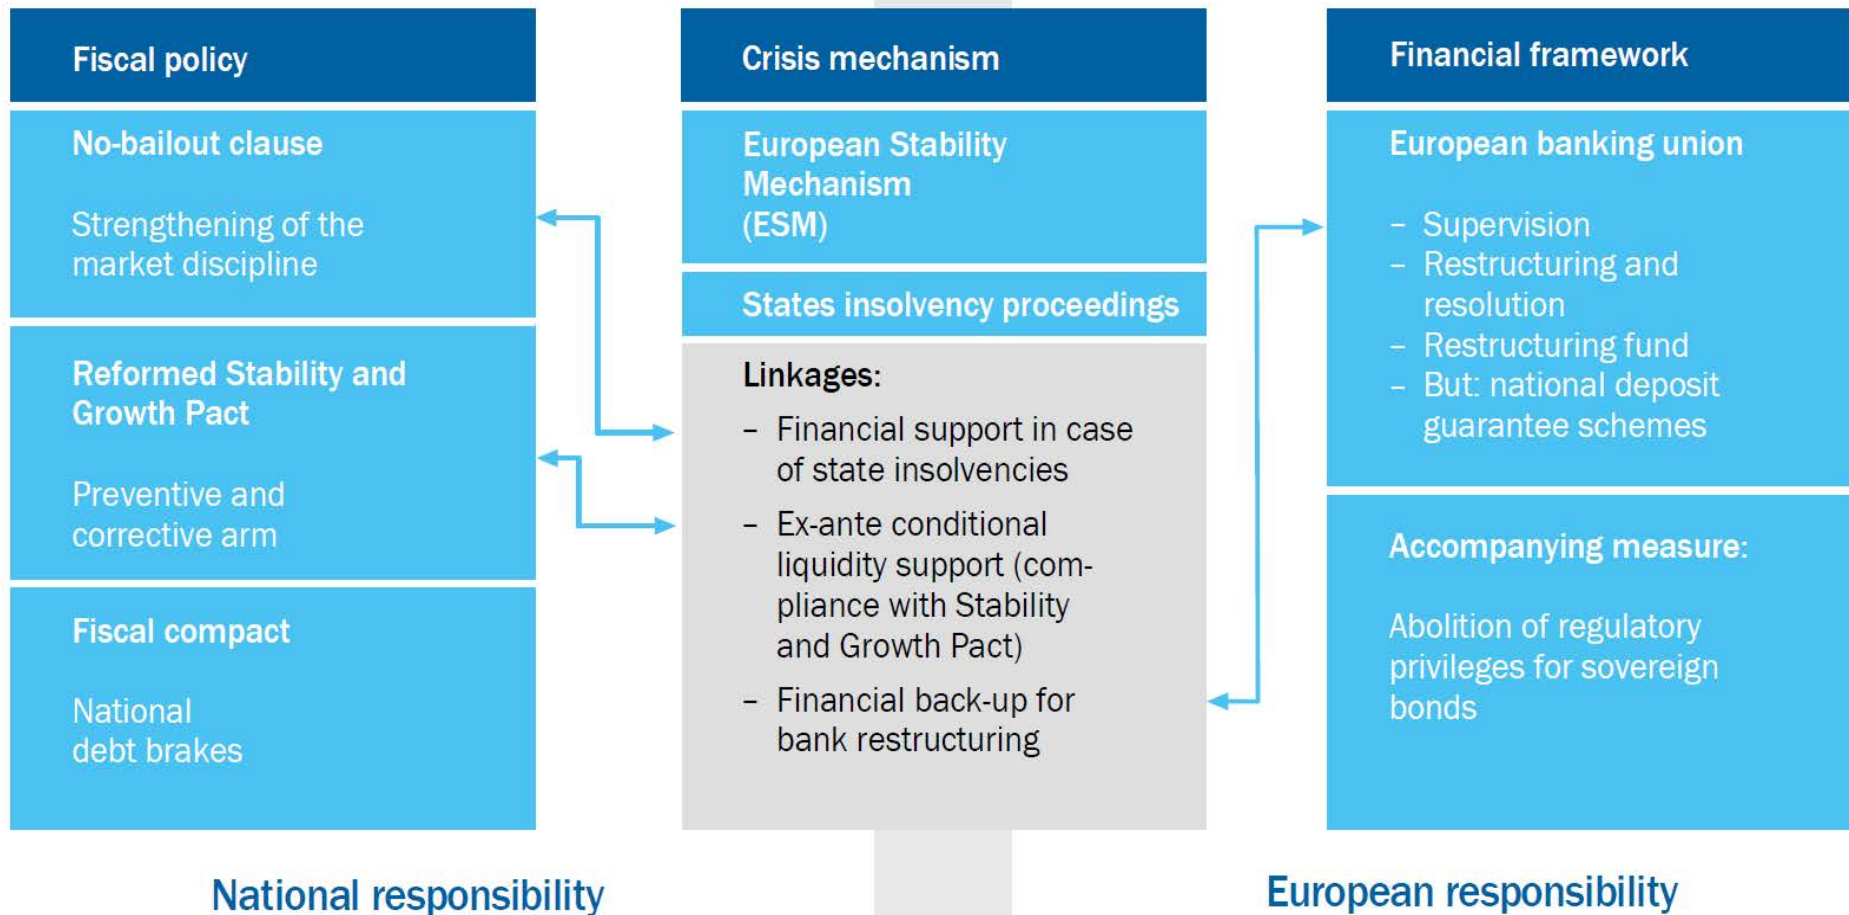 Fiscal policy
No-bailout clause
Strengthening of the
market discipline
Reformed Stability and
Growth Pact
Preventive and
corrective arm
Fiscal compact
National
debt brakes
National responsibility
Crisis mechanism
European Stability
Mechanism
(ESM)
States insolvency proceedings
Linkages:
– Financial support in case
of state insolvencies
– Ex-ante conditional
liquidity support (com-
pliance with Stability
and Growth Pact)
– Financial back-up for
bank restructuring
Financial framework
European banking union
– Supervision
– Restructuring and
resolution
– Restructuring fund
– But: national deposit
guarantee schemes
Accompanying measure:
Abolition of regulatory
privileges for sovereign
bonds
European responsibility